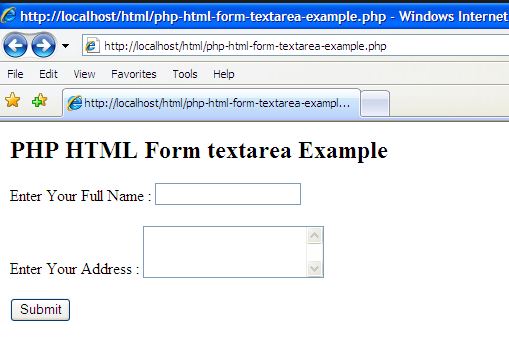 http://localhost/html/php-html-form-textarea-example.php - Windows Internet
http://localhost/html/php-html-form-textarea-example.php
File Edit View Favorites Tools Help
http://localhost/html/php-html-form-textarea-exampl...
PHP HTML Form textarea Example
Enter Your Full Name :
Enter Your Address :
Submit